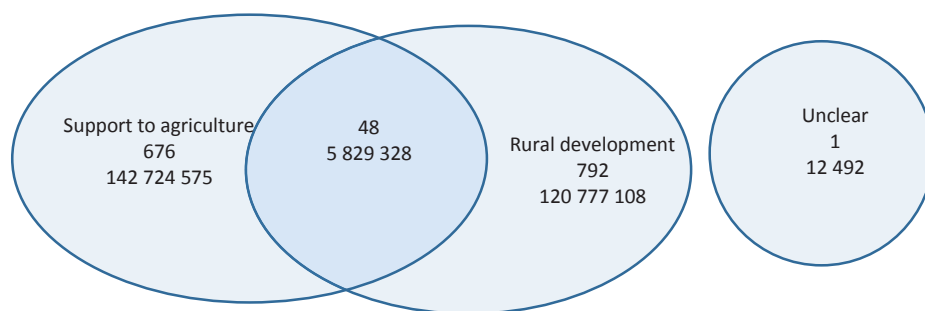 Support to agriculture
676
142 724 575
48
5 829 328
Rural development
792
120 777 108
Unclear
1
12 492